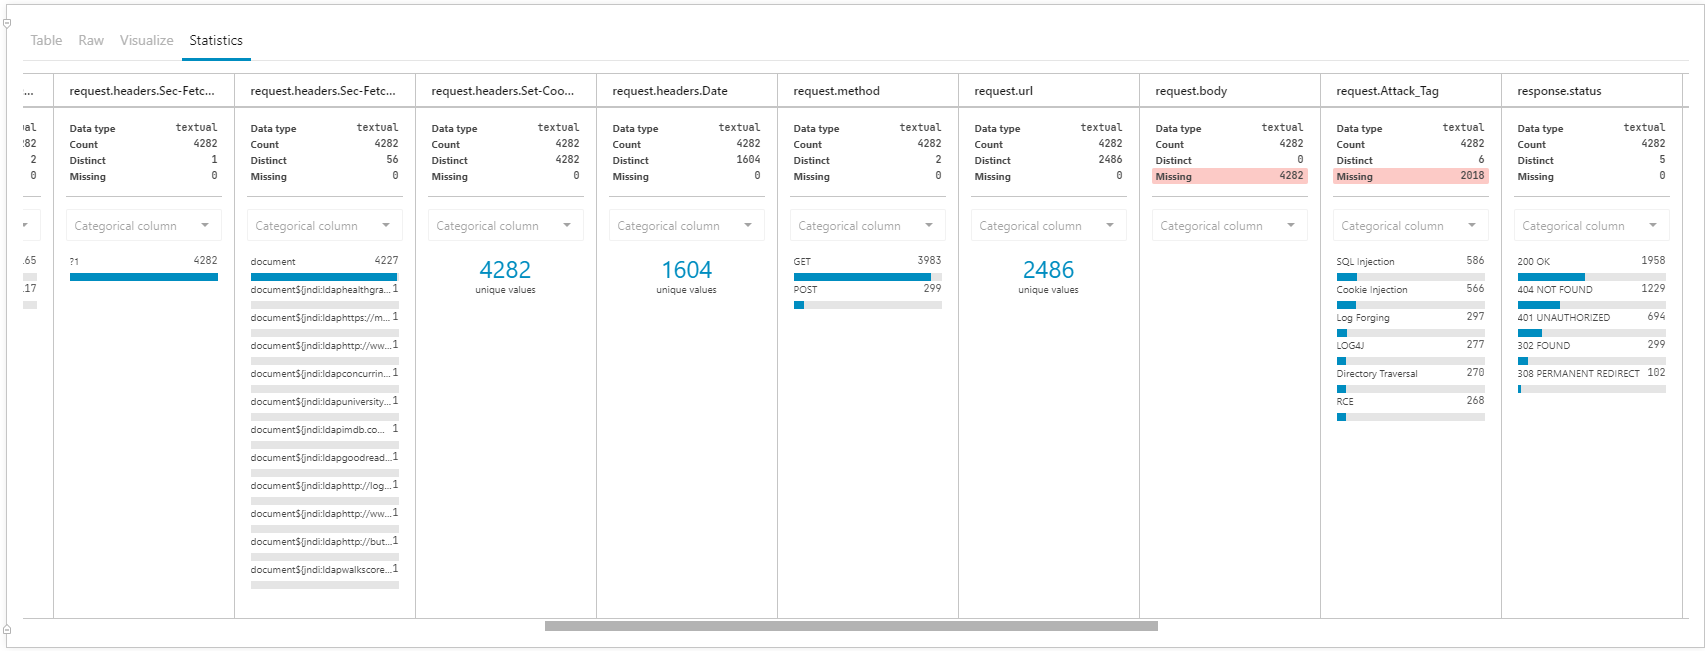 Table Raw Visualize Statistics
...
ual
282
2
0
165
117
request.headers.Sec-Fetc...
Data type textual
Count 4282
Distinct 1
Missing 0
Categorical column
?1 4282
request.headers.Sec-Fetc...
Data type textual
Count 4282
Distinct 56
Missing 0
Categorical column
document 4227
document${jndi:ldaphealthgra... 1
document${jndi:ldaphttps://m... 1
document${jndi:ldaphttp://ww... 1
document${jndi:ldapconcurrin... 1
document${jndi:ldapuniversity... 1
document${jndi:ldapimdb.co... 1
document${jndi:ldapgoodread... 1
document${jndi:ldaphttp://log... 1
document${jndi:ldaphttp://ww... 1
document${jndi:ldaphttp://but... 1
document${jndi:ldapwalkscore... 1
request.headers.Set-Coo...
Data type textual
Count 4282
Distinct 4282
Missing 0
Categorical column
4282
unique values
request.headers.Date
Data type textual
Count 4282
Distinct 1604
Missing 0
Categorical column
1604
unique values
request.method
Data type textual
Count 4282
Distinct 2
Missing 0
Categorical column
GET 3983
POST 299
request.url
Data type textual
Count 4282
Distinct 2486
Missing 0
Categorical column
2486
unique values
request.body
Data type textual
Count 4282
Distinct 0
Missing 4282
Categorical column
request.Attack_Tag
Data type textual
Count 4282
Distinct 6
Missing 2018
Categorical column
SQL Injection 586
Cookie Injection 566
Log Forging 297
LOG4J 277
Directory Traversal 270
RCE 268
response.status
Data type textual
Count 4282
Distinct 5
Missing 0
Categorical column
200 OK 1958
404 NOT FOUND 1229
401 UNAUTHORIZED 694
302 FOUND 299
308 PERMANENT REDIRECT 102